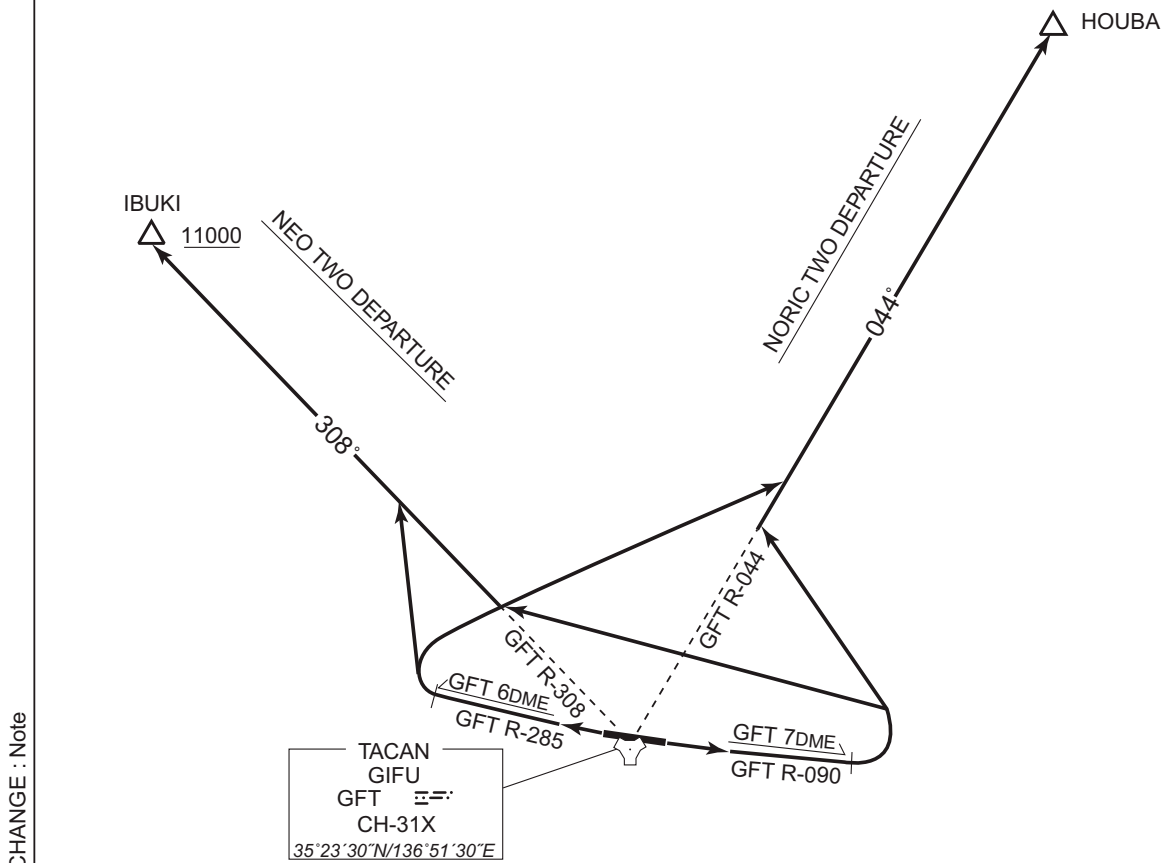 HOUBA
IBUKI
11000
NEO TWO DEPARTURE
NORIC TWO DEPARTURE
044°
308°
GFT R-044
GFT R-308
GFT 6DME
GFT R-285
GFT 7DME
GFT R-090
TACAN
GIFU
GFT
CH-31X
35°23′30″N/136°51′30″E
CHANGE : Note